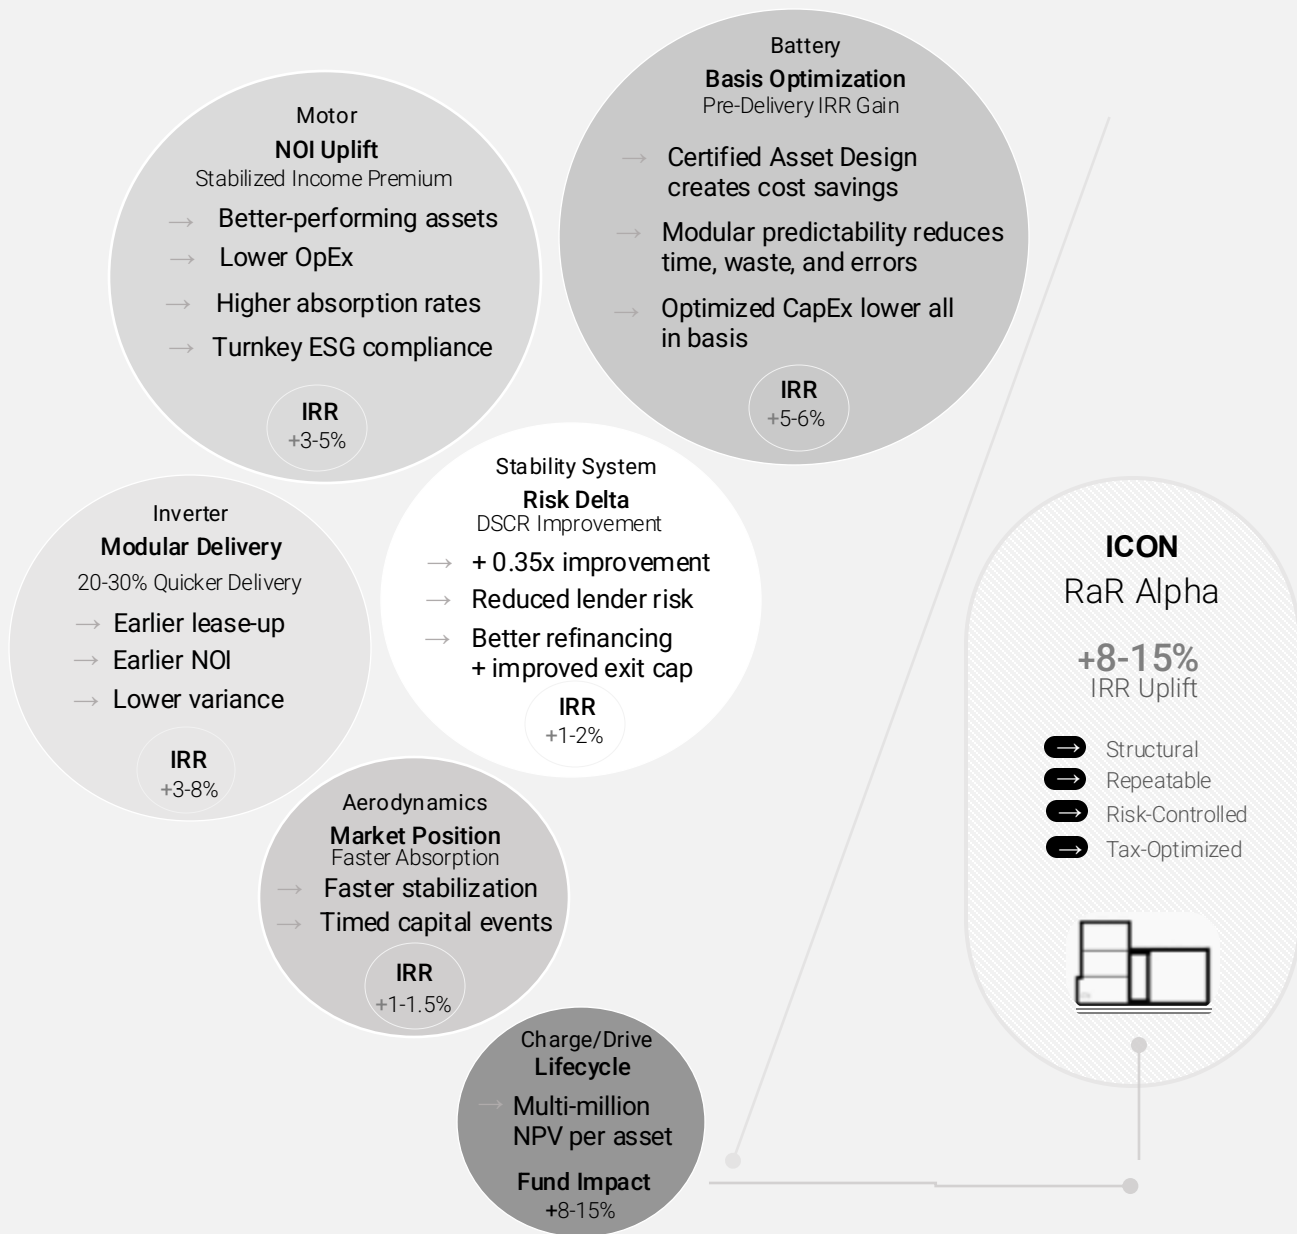 Motor
NOI Uplift
Stabilized Income Premium
→ Better-performing assets
→ Lower OpEx
→ Higher absorption rates
→ Turnkey ESG compliance
IRR
+3-5%
Battery
Basis Optimization
Pre-Delivery IRR Gain
→ Certified Asset Design
creates cost savings
→ Modular predictability reduces
time, waste, and errors
→ Optimized CapEx lower all
in basis
IRR
+5-6%
Inverter
Modular Delivery
20-30% Quicker Delivery
→ Earlier lease-up
→ Earlier NOI
→ Lower variance
IRR
+3-8%
Stability System
Risk Delta
DSCR Improvement
→ + 0.35x improvement
→ Reduced lender risk
→ Better refinancing
+ improved exit cap
IRR
+1-2%
Aerodynamics
Market Position
Faster Absorption
→ Faster stabilization
→ Timed capital events
IRR
+1-1.5%
Charge/Drive
Lifecycle
→ Multi-million
NPV per asset
Fund Impact
+8-15%
ICON
RaR Alpha
+8-15%
IRR Uplift
→ Structural
→ Repeatable
→ Risk-Controlled
→ Tax-Optimized